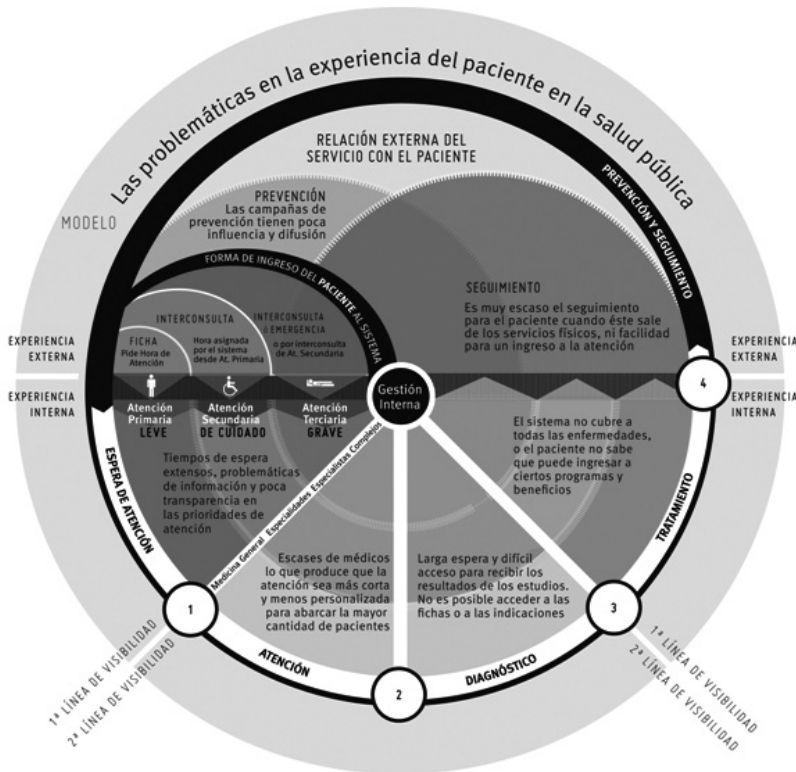 Las problemáticas en la experiencia del paciente en la salud pública
MODELO
RELACIÓN EXTERNA DEL
SERVICIO CON EL PACIENTE
PREVENCIÓN Y SEGUIMIENTO
PREVENCIÓN
Las campañas de
prevención tienen poca
influencia y difusión
FORMA DE INGRESO DEL PACIENTE AL SISTEMA
INTERCONSULTA
INTERCONSULTA
ó EMERGENCIA
FICHA
Pide Hora de
Atención
Hora asignada
por el sistema
desde At. Primaria
o por interconsulta
de At. Secundaria
SEGUIMIENTO
Es muy escaso el seguimiento
para el paciente cuando éste sale
de los servicios físicos, ni facilidad
para un ingreso a la atención
EXPERIENCIA
EXTERNA
EXPERIENCIA
INTERNA
EXPERIENCIA
EXTERNA
EXPERIENCIA
INTERNA
Gestión
Interna
4
Atención
Primaria
LEVE
Atención
Secundaria
DE CUIDADO
Atención
Terciaria
GRAVE
Tiempos de espera
extensos, problemáticas
de información y poca
transparencia en
las prioridades de
atención
Medicina General Especialidades Especialistas Complejos
El sistema no cubre a
todas las enfermedades,
o el paciente no sabe
que puede ingresar a
ciertos programas y
beneficios
ESPERA DE ATENCIÓN
TRATAMIENTO
Escases de médicos
lo que produce que la
atención sea más corta
y menos personalizada
para abarcar la mayor
cantidad de pacientes
Larga espera y difícil
acceso para recibir los
resultados de los estudios.
No es posible acceder a las
fichas o a las indicaciones
1
3
1ª LÍNEA DE VISIBILIDAD
2ª LÍNEA DE VISIBILIDAD
ATENCIÓN
2
DIAGNÓSTICO
1ª LÍNEA DE VISIBILIDAD
2ª LÍNEA DE VISIBILIDAD